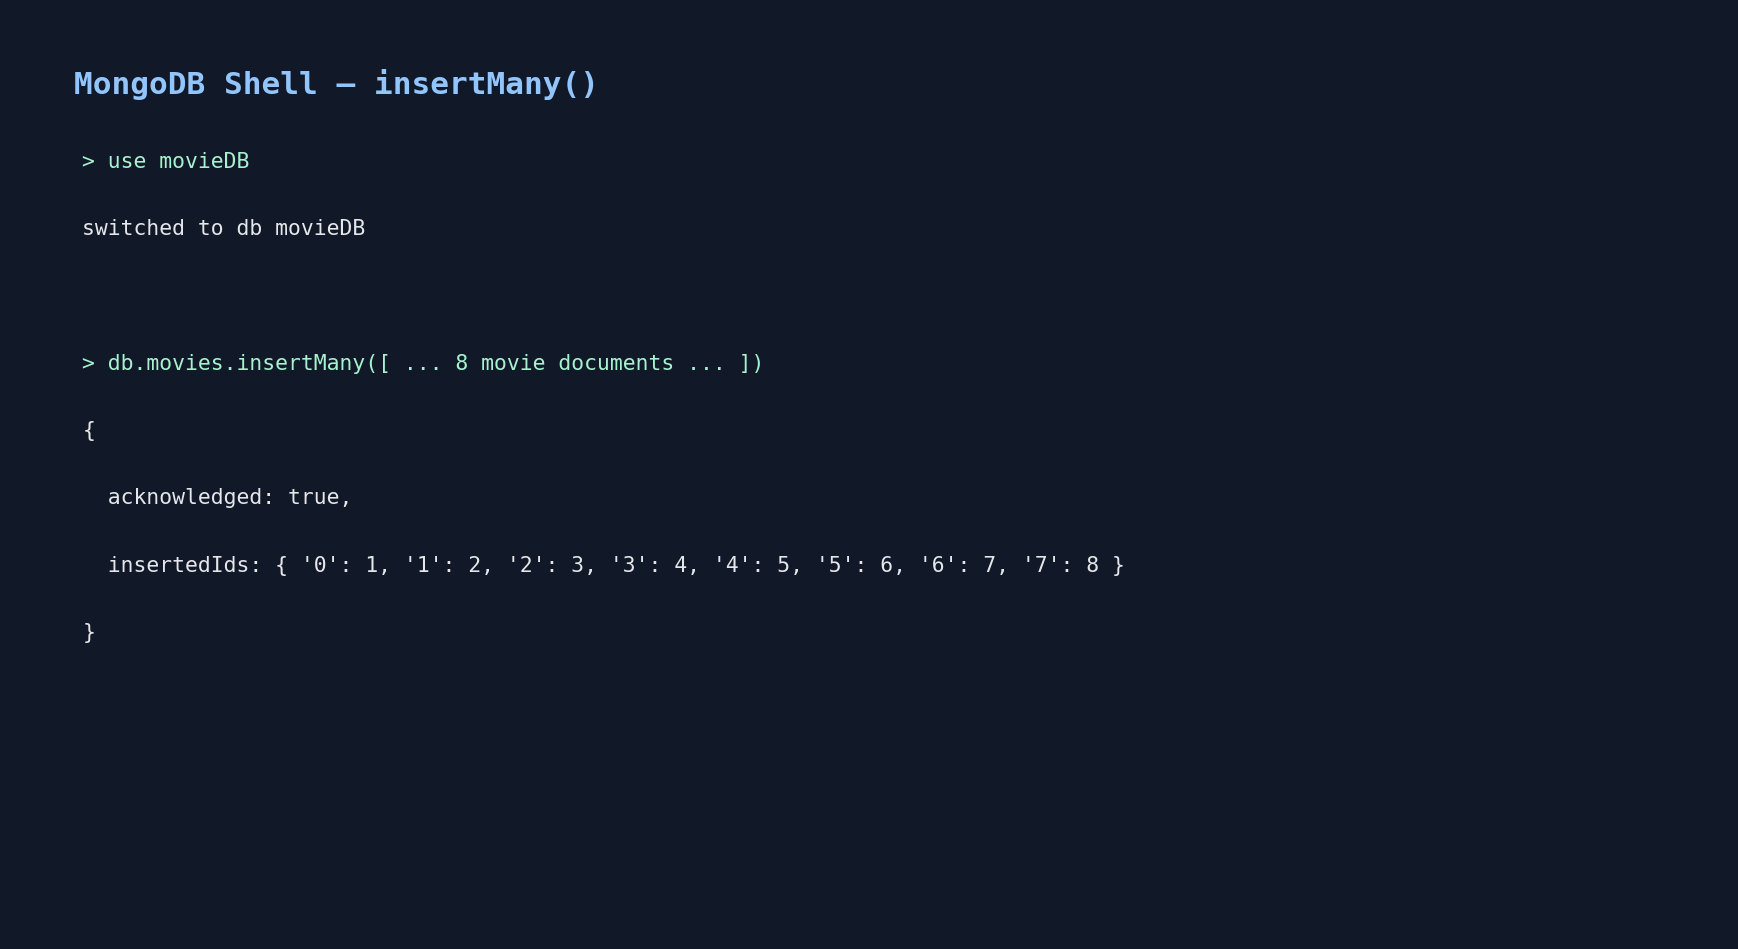 MongoDB Shell — insertMany()
> use movieDB
switched to db movieDB
> db.movies.insertMany([ ... 8 movie documents ... ])
{
  acknowledged: true,
  insertedIds: { '0': 1, '1': 2, '2': 3, '3': 4, '4': 5, '5': 6, '6': 7, '7': 8 }
}